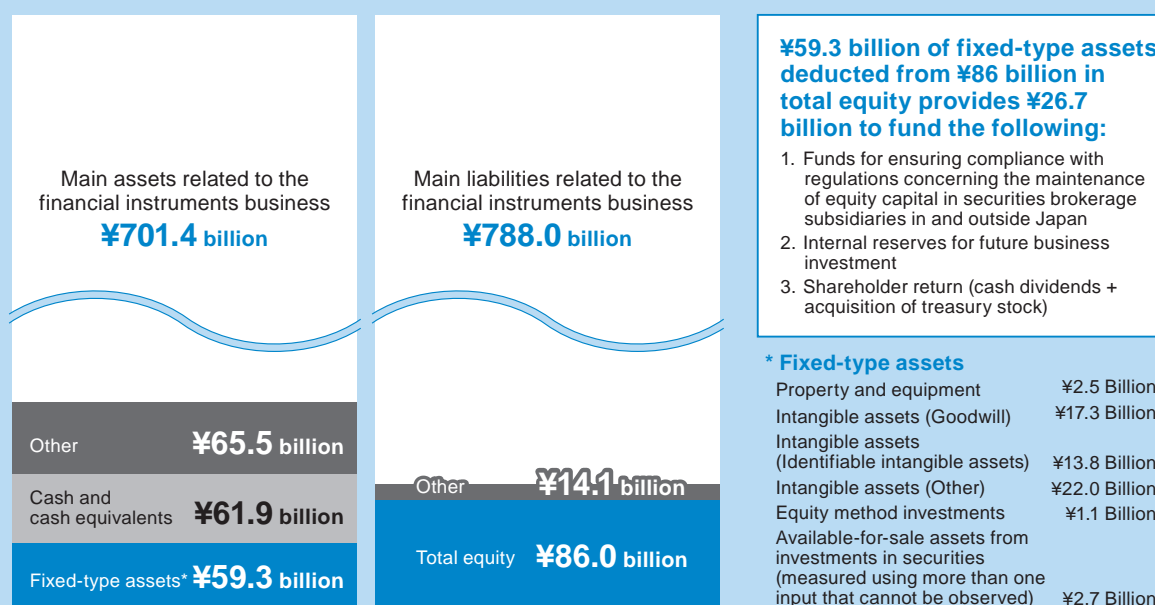 Main assets related to the
financial instruments business
¥701.4 billion
Other ¥65.5 billion
Cash and
cash equivalents ¥61.9 billion
Fixed-type assets* ¥59.3 billion
Main liabilities related to the
financial instruments business
¥788.0 billion
Other ¥14.1 billion
Total equity ¥86.0 billion
¥59.3 billion of fixed-type assets
deducted from ¥86 billion in
total equity provides ¥26.7
billion to fund the following:
1. Funds for ensuring compliance with
regulations concerning the maintenance
of equity capital in securities brokerage
subsidiaries in and outside Japan
2. Internal reserves for future business
investment
3. Shareholder return (cash dividends +
acquisition of treasury stock)
* Fixed-type assets
Property and equipment ¥2.5 Billion
Intangible assets (Goodwill) ¥17.3 Billion
Intangible assets
(Identifiable intangible assets) ¥13.8 Billion
Intangible assets (Other) ¥22.0 Billion
Equity method investments ¥1.1 Billion
Available-for-sale assets from
investments in securities
(measured using more than one
input that cannot be observed) ¥2.7 Billion